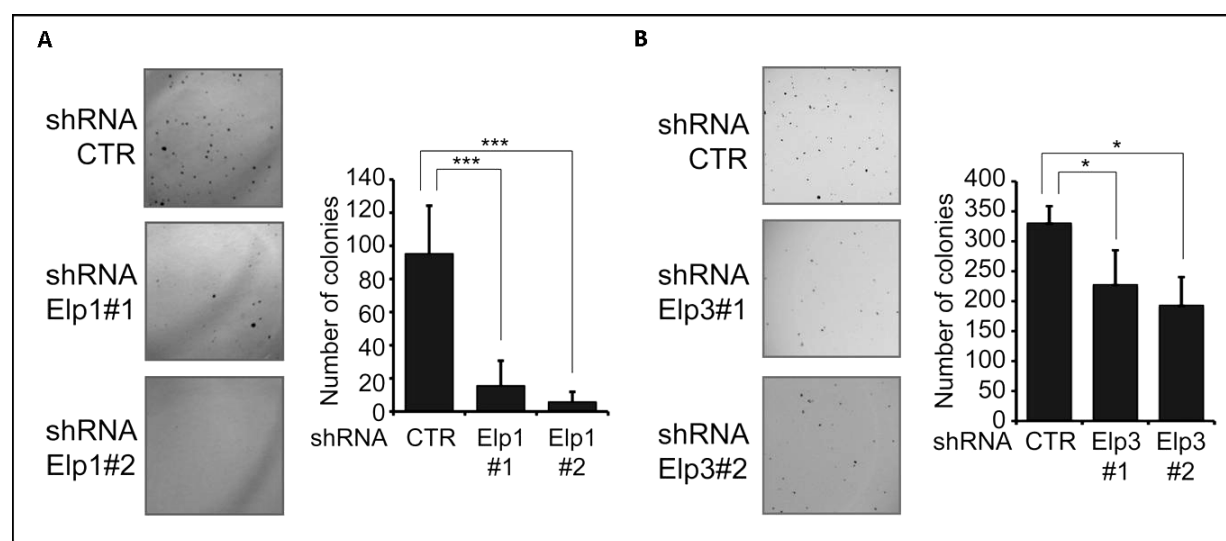 A
shRNA
CTR
shRNA
Elp1#1
shRNA
Elp1#2
Number of colonies
140
120
100
80
60
40
20
0
***
***
shRNA CTR Elp1 Elp1
#1 #2
B
shRNA
CTR
shRNA
Elp3#1
shRNA
Elp3#2
Number of colonies
400
350
300
250
200
150
100
50
0
*
*
shRNA CTR Elp3 Elp3
#1 #2